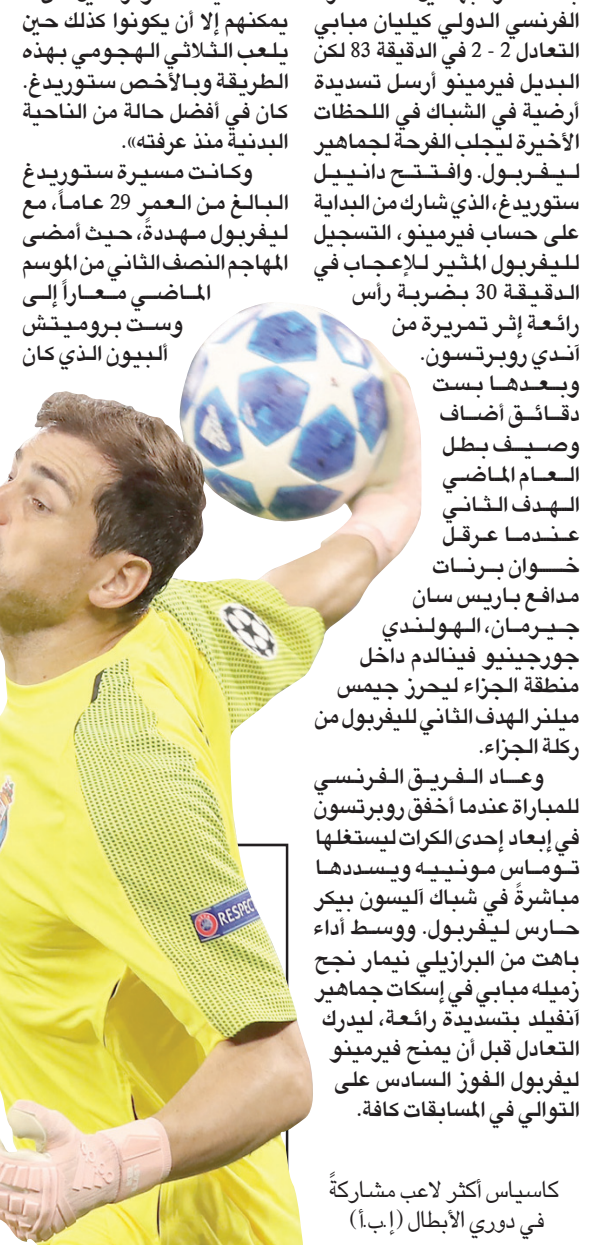 الفرنسي الدولي كيليان مبابي
التعادل 2 - 2 في الدقيقة 83 لكن
البديل فيرمينو أرسل تسديدة
أرضية في الشباك في اللحظات
الأخيرة ليجلب الفرحة لجماهير
ليفربول. وافتتح دانييل
ستوريدغ، الذي شارك من البداية
على حساب فيرمينو، التسجيل
لليفربول المثير للإعجاب في
الدقيقة 30 بضربة رأس
رائعة إثر تمريرة من
آندي روبرتسون.
وبعدها بست
دقائق أضاف
وصيف بطل
العام الماضي
الهدف الثاني
عندما عرقل
خوان برنات
مدافع باريس سان
جيرمان، الهولندي
جورجينيو فينالدم داخل
منطقة الجزاء ليحرز جيمس
ميلنر الهدف الثاني لليفربول من
ركلة الجزاء.
وعاد الفريق الفرنسي
للمباراة عندما أخفق روبرتسون
في إبعاد إحدى الكرات ليستغلها
توماس مونييه ويسددها
مباشرةً في شباك آليسون بيكر
حارس ليفربول. ووسط أداء
باهت من البرازيلي نيمار نجح
زميله مبابي في إسكات جماهير
آنفيلد بتسديدة رائعة، ليدرك
التعادل قبل أن يمنح فيرمينو
ليفربول الفوز السادس على
التوالي في المسابقات كافة.
يمكنهم إلا أن يكونوا كذلك حين
يلعب الثلاثي الهجومي بهذه
الطريقة وبالأخص ستوريدغ.
كان في أفضل حالة من الناحية
البدنية منذ عرفته».
وكانت مسيرة ستوريدغ
البالغ من العمر 29 عاماً، مع
ليفربول مهددةً، حيث أمضى
المهاجم النصف الثاني من الموسم
الماضي معاراً إلى
وست بروميتش
ألبيون الذي كان
RESPEC
كاسياس أكثر لاعب مشاركةً
في دوري الأبطال (إ.ب.أ)